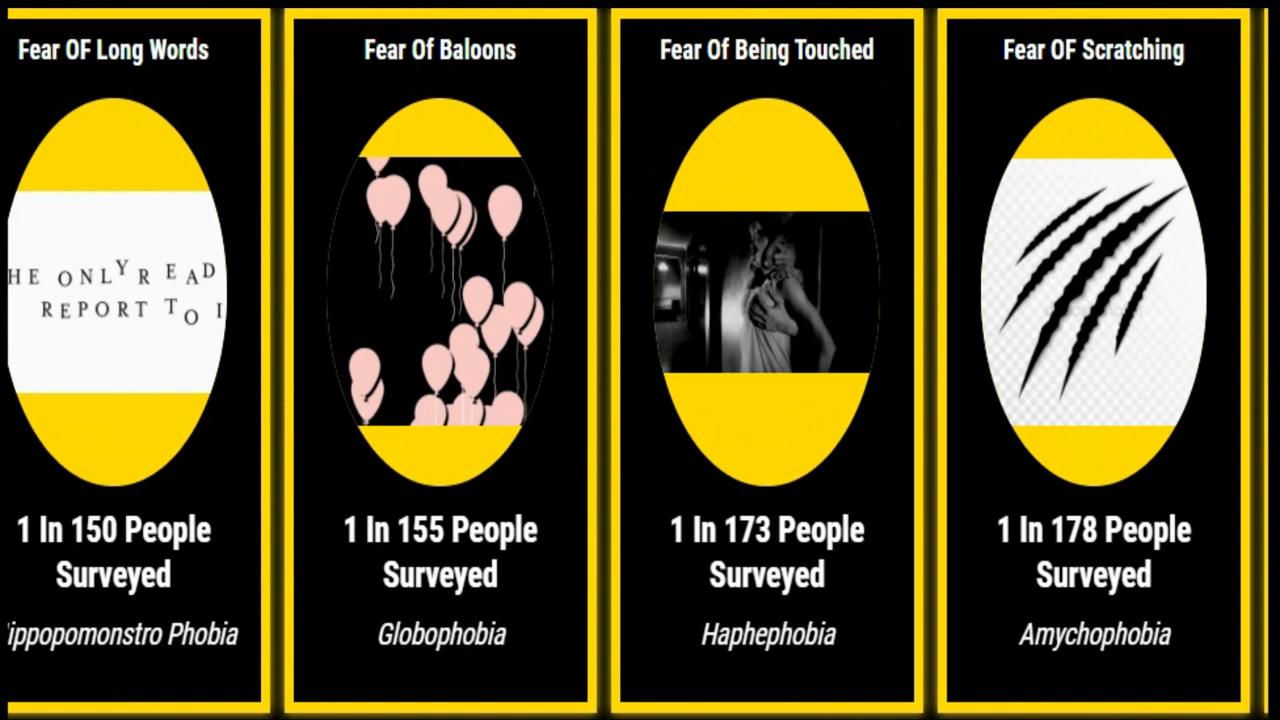 Fear OF Long Words
HE ONLY READ
REPORT TO I
1 In 150 People
Surveyed
ippopomonstro Phobia
Fear Of Baloons
1 In 155 People
Surveyed
Globophobia
Fear Of Being Touched
1 In 173 People
Surveyed
Haphephobia
Fear OF Scratching
1 In 178 People
Surveyed
Amychophobia